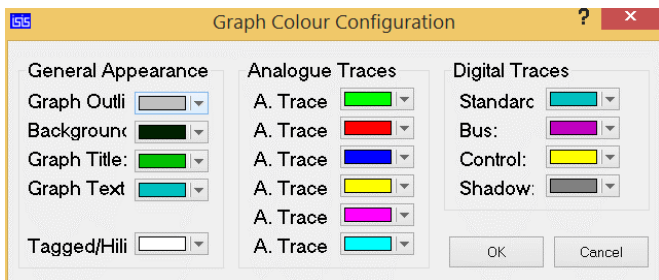 isis
Graph Colour Configuration
?
×
General Appearance
Graph Outli
Backgrounc
Graph Title:
Graph Text
Tagged/Hili
Analogue Traces
A. Trace
A. Trace
A. Trace
A. Trace
A. Trace
A. Trace
Digital Traces
Standarc
Bus:
Control:
Shadow:
OK
Cancel